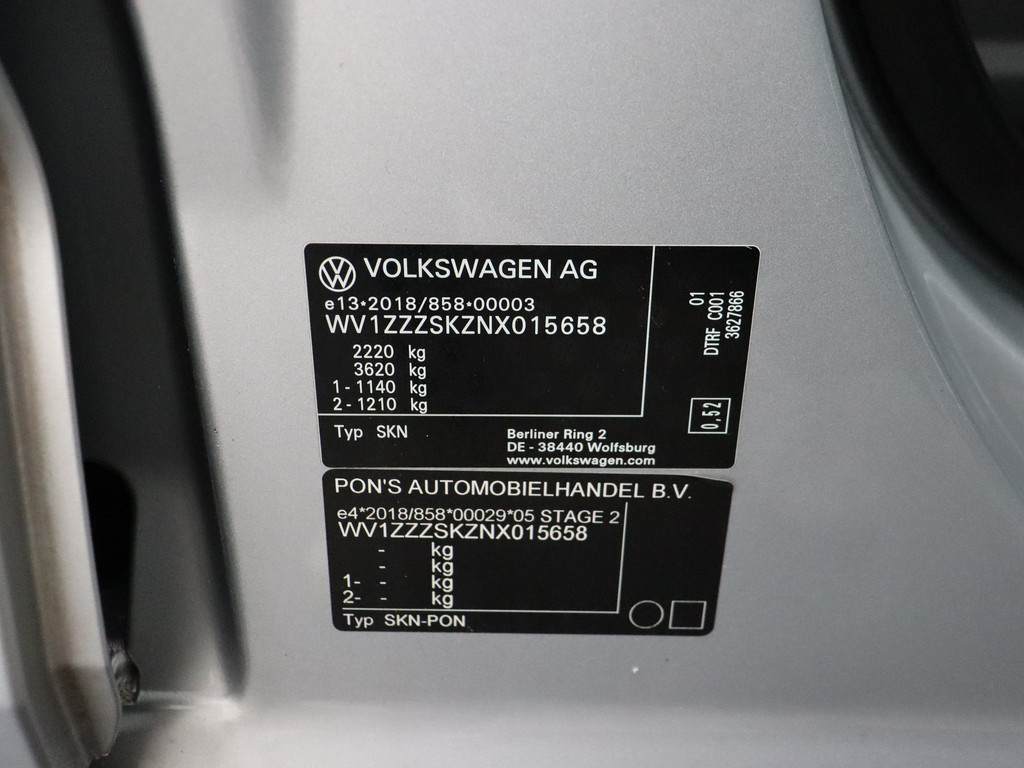 VOLKSWAGEN AG
e13*2018/858*00003
WV1ZZZSKZNX015658
2220 kg
3620 kg
1 - 1140 kg
2 - 1210 kg
Typ SKN
Berliner Ring 2
DE - 38440 Wolfsburg
www.volkswagen.com
01
DTRF C001
3627866
0,52
PON'S AUTOMOBIELHANDEL B.V.
e4*2018/858*00029*05 STAGE 2
WV1ZZZSKZNX015658
- kg
- kg
1- - kg
2- - kg
Typ SKN-PON